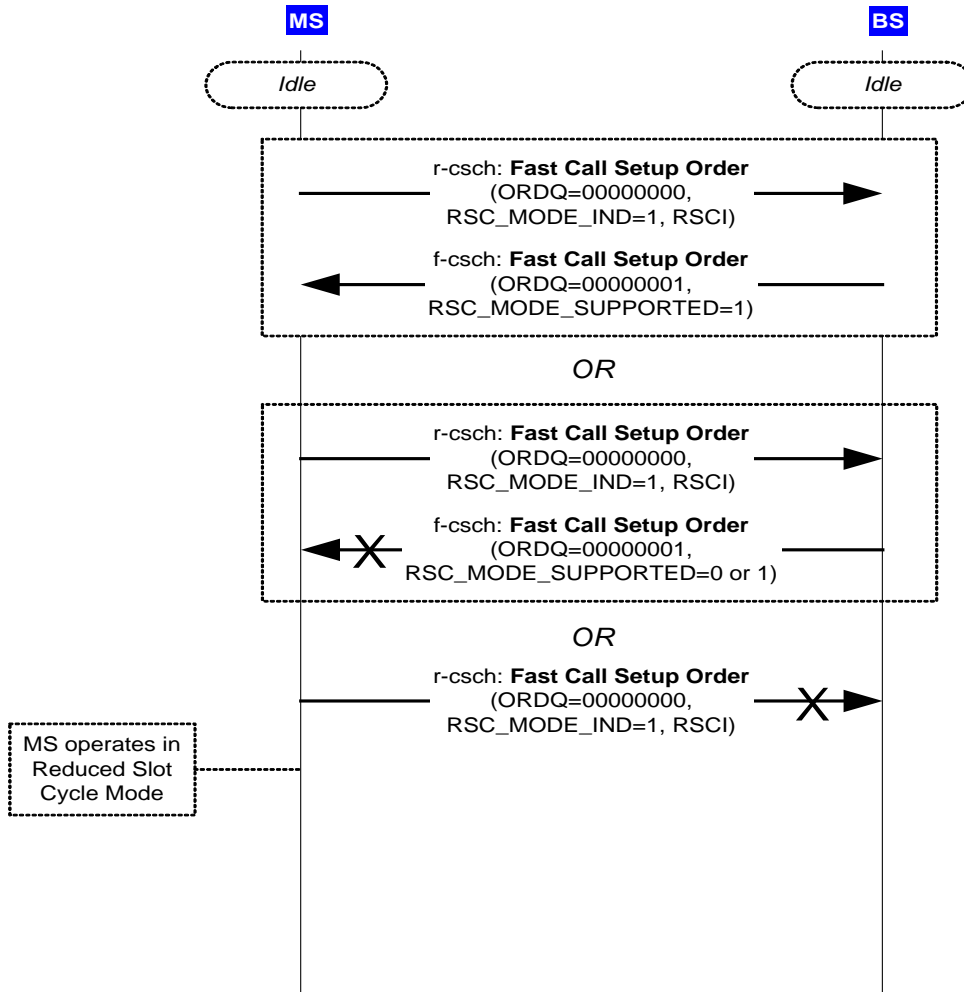 MS
BS
Idle
Idle
r-csch: Fast Call Setup Order
(ORDQ=00000000,
RSC_MODE_IND=1, RSCI)
f-csch: Fast Call Setup Order
(ORDQ=00000001,
RSC_MODE_SUPPORTED=1)
OR
r-csch: Fast Call Setup Order
(ORDQ=00000000,
RSC_MODE_IND=1, RSCI)
f-csch: Fast Call Setup Order
(ORDQ=00000001,
RSC_MODE_SUPPORTED=0 or 1)
X
OR
r-csch: Fast Call Setup Order
(ORDQ=00000000,
RSC_MODE_IND=1, RSCI)
X
MS operates in
Reduced Slot
Cycle Mode